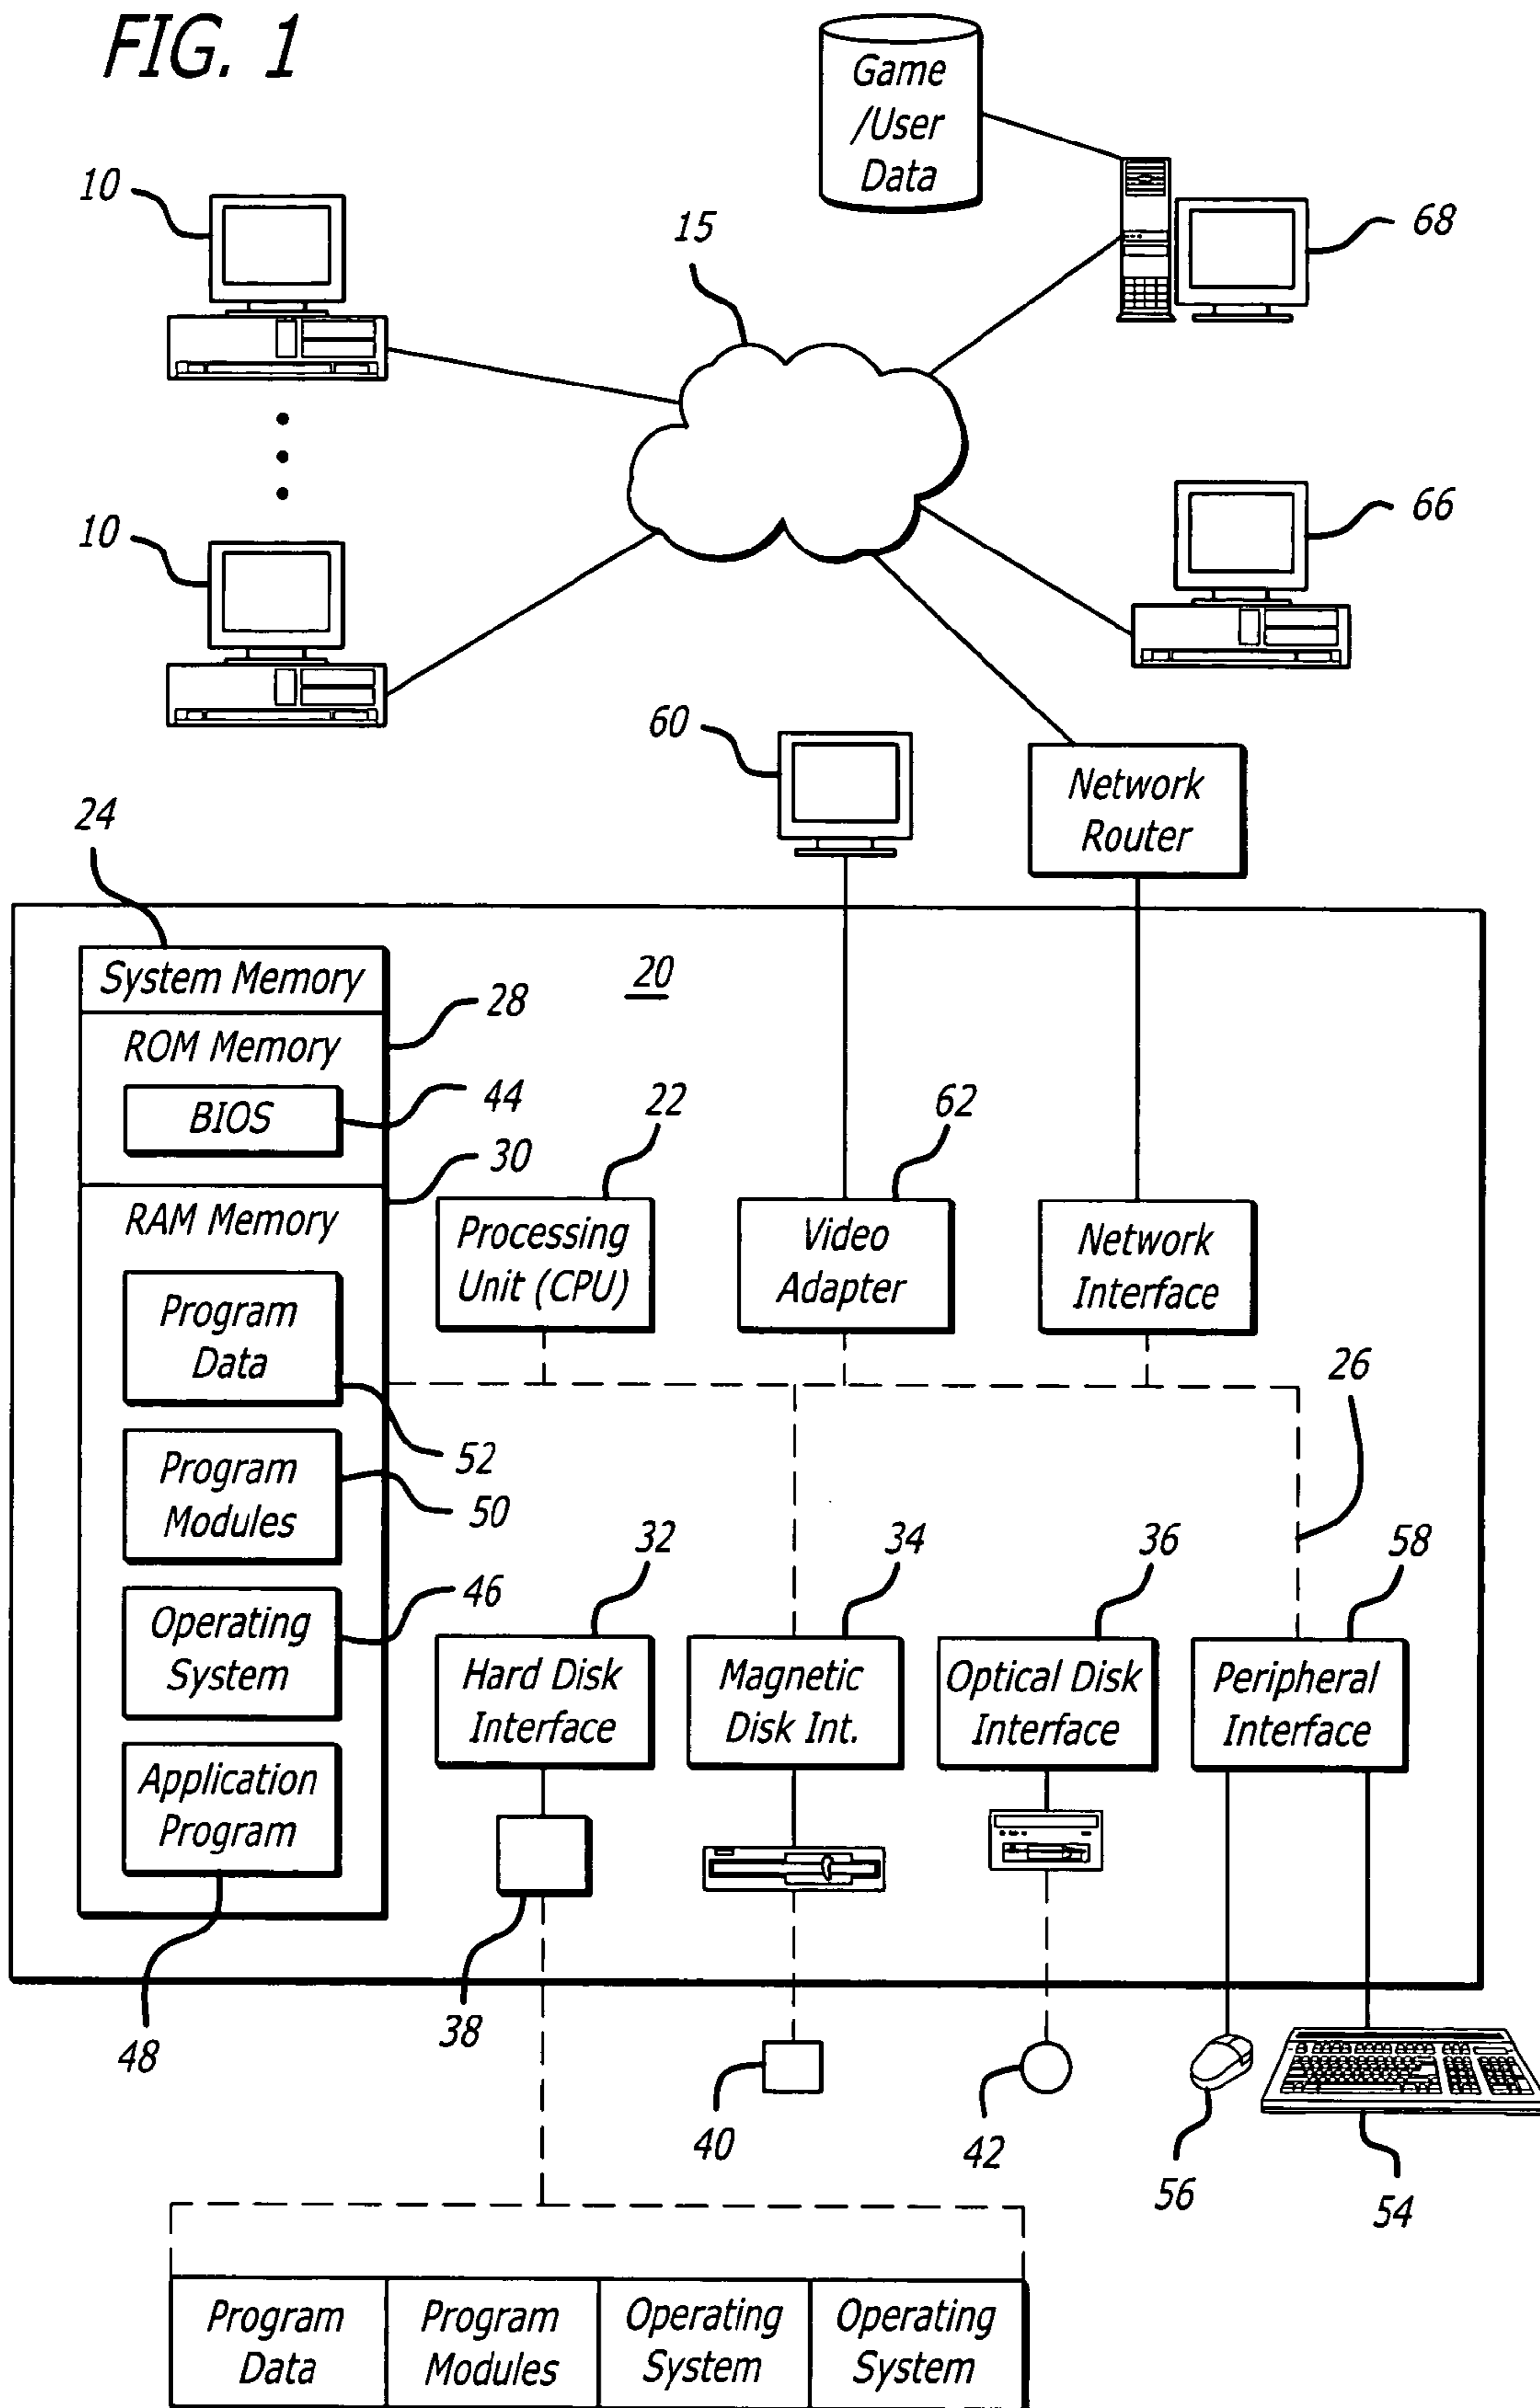 FIG. 1
Game
/User
Data
10
15
68
10
66
60
Network
Router
24
System Memory
20
28
ROM Memory
BIOS
44
22
62
30
RAM Memory
Processing
Unit (CPU)
Video
Adapter
Network
Interface
Program
Data
26
52
Program
Modules
50
32
34
36
58
46
Operating
System
Hard Disk
Interface
Magnetic
Disk Int.
Optical Disk
Interface
Peripheral
Interface
Application
Program
48
38
40
42
56
54
Program
Data
Program
Modules
Operating
System
Operating
System